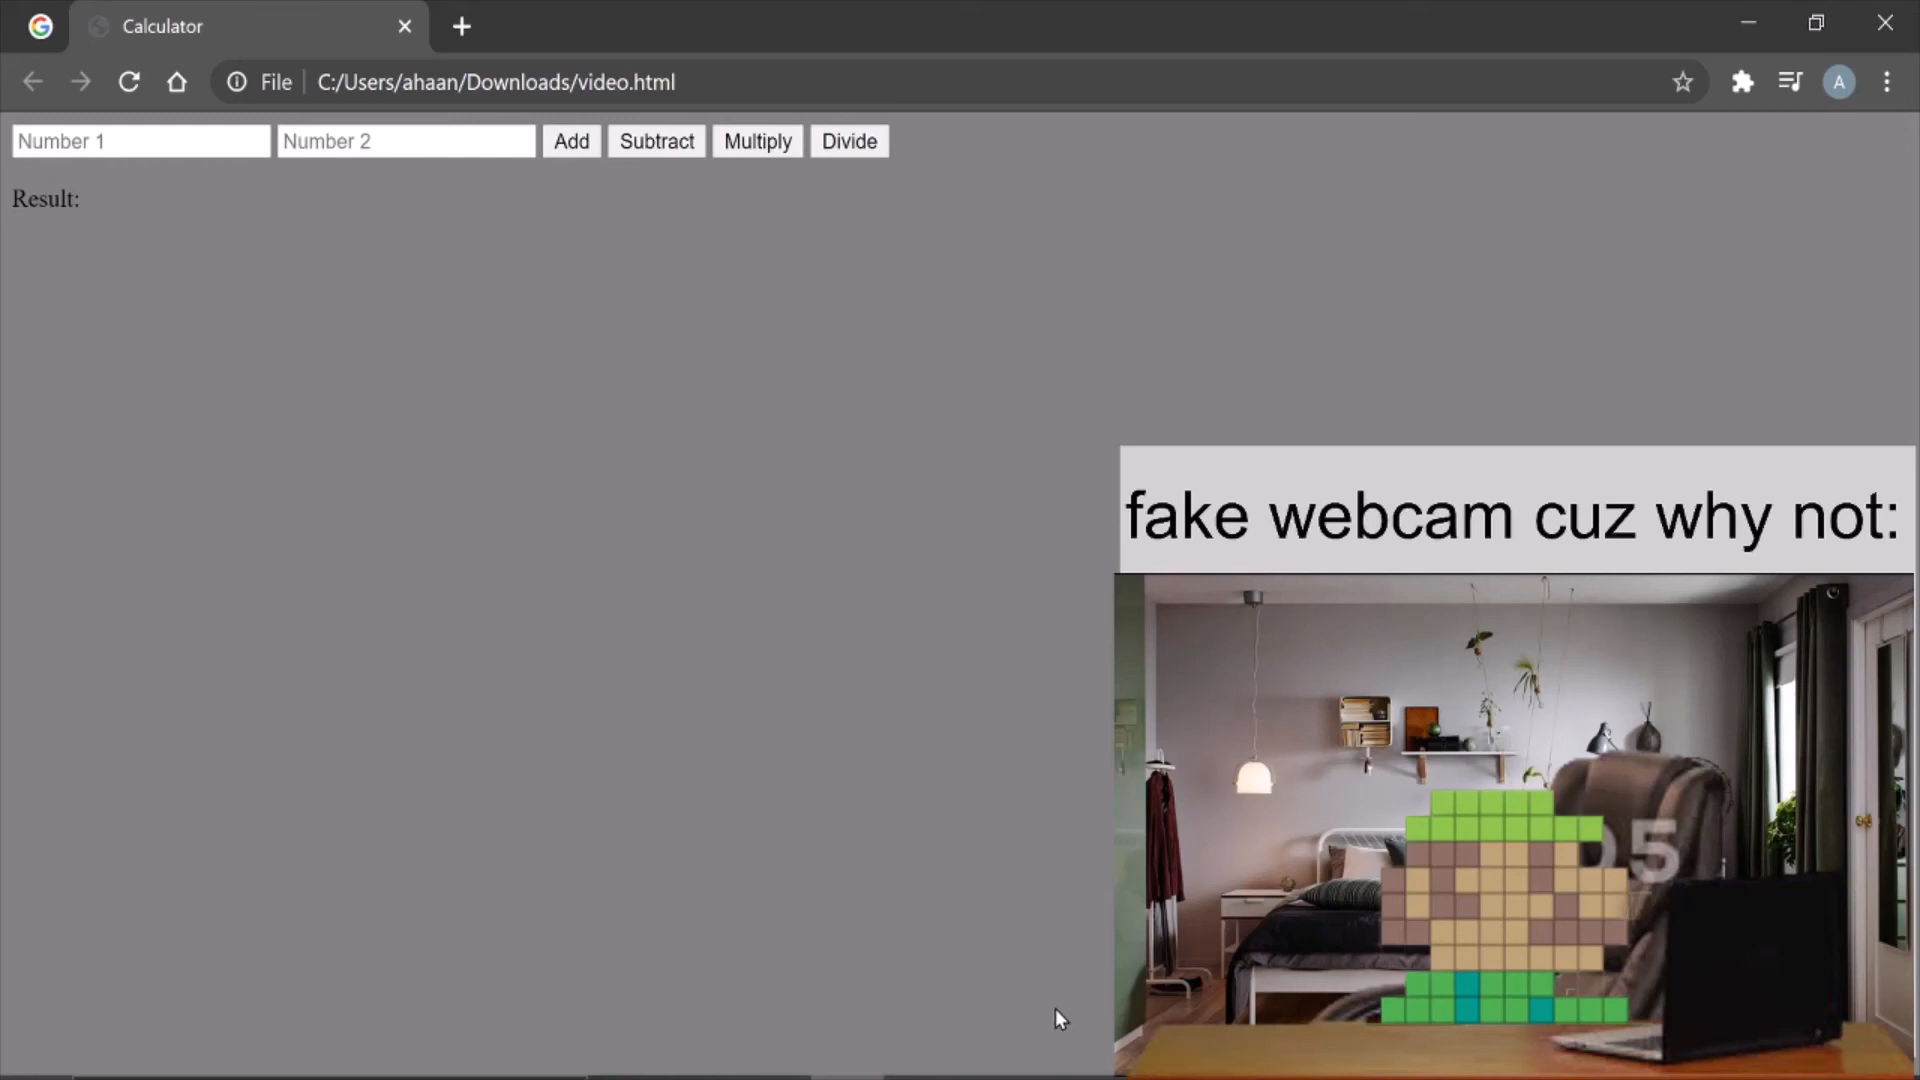 Calculator
File C:/Users/ahaan/Downloads/video.html
A
Number 1 Number 2 Add Subtract Multiply Divide
Result:
fake webcam cuz why not:
05